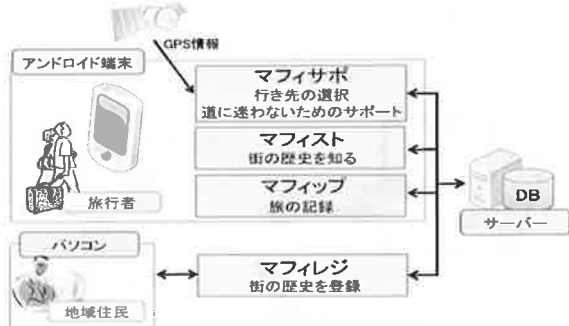 GPS情報
アンドロイド端末
マフィサポ
行き先の選択
道に迷わないためのサポート
マフィスト
街の歴史を知る
マフィップ
旅の記録
旅行者
DB
サーバー
パソコン
マフィレジ
街の歴史を登録
地域住民